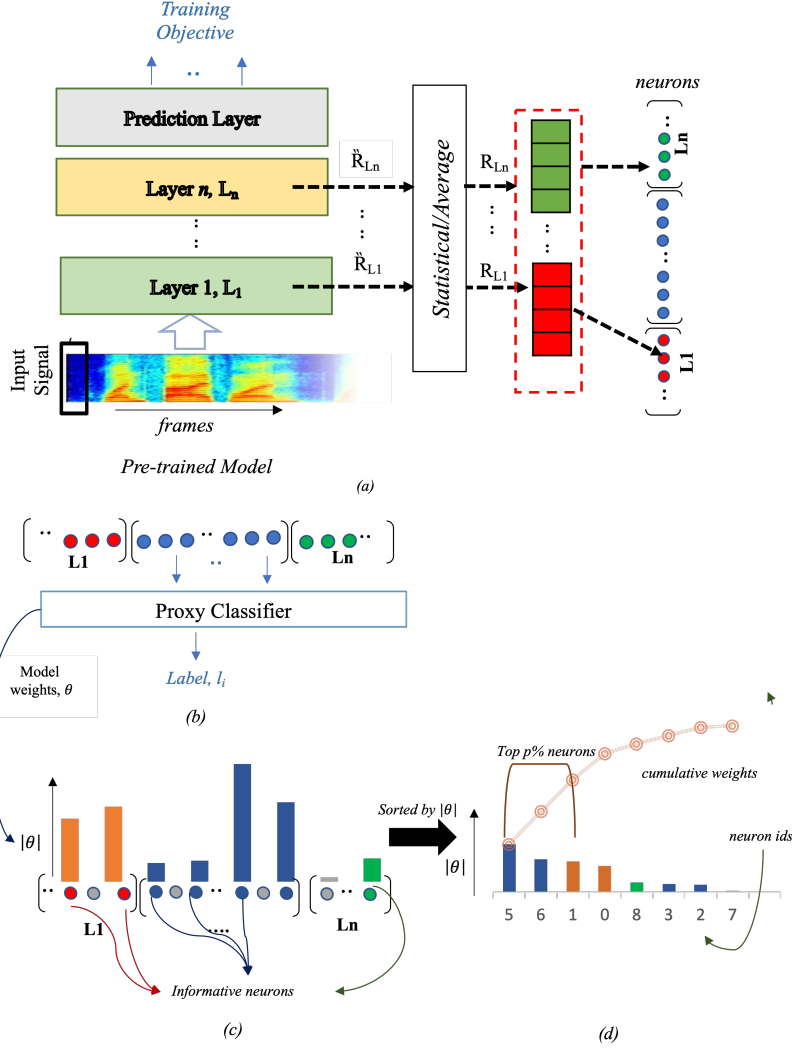 Training
Objective
..
Prediction Layer
neurons
Layer n, Ln
ȐLn
Statistical/Average
RLn
Ln
Layer 1, L1
ȐL1
RL1
L1
Input
Signal
frames
Pre-trained Model
(a)
L1
Ln
Proxy Classifier
Model
weights, θ
Label, li
(b)
Top p% neurons
cumulative weights
Sorted by |θ|
|θ|
|θ|
neuron ids
5 6 1 0 8 3 2 7
L1
Ln
Informative neurons
(c)
(d)